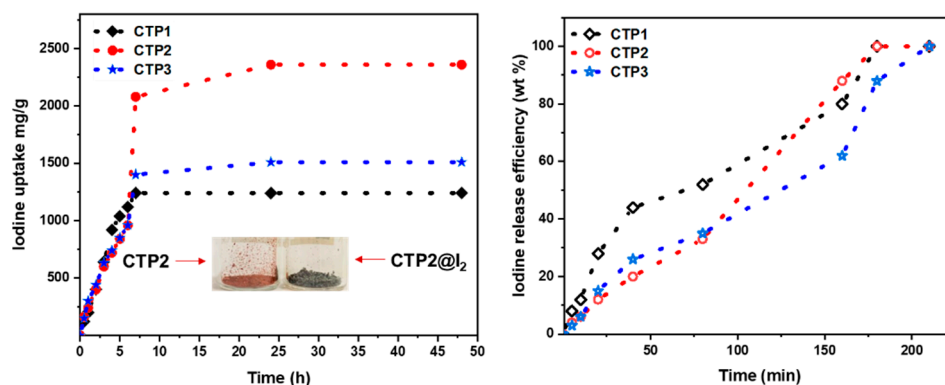 Iodine uptake mg/g
2500
2000
1500
1000
500
0
CTP1
CTP2
CTP3
CTP2
CTP2@I₂
0 5 10 15 20 25 30 35 40 45 50
Time (h)
Iodine release efficiency (wt %)
100
80
60
40
20
0
CTP1
CTP2
CTP3
50 100 150 200
Time (min)